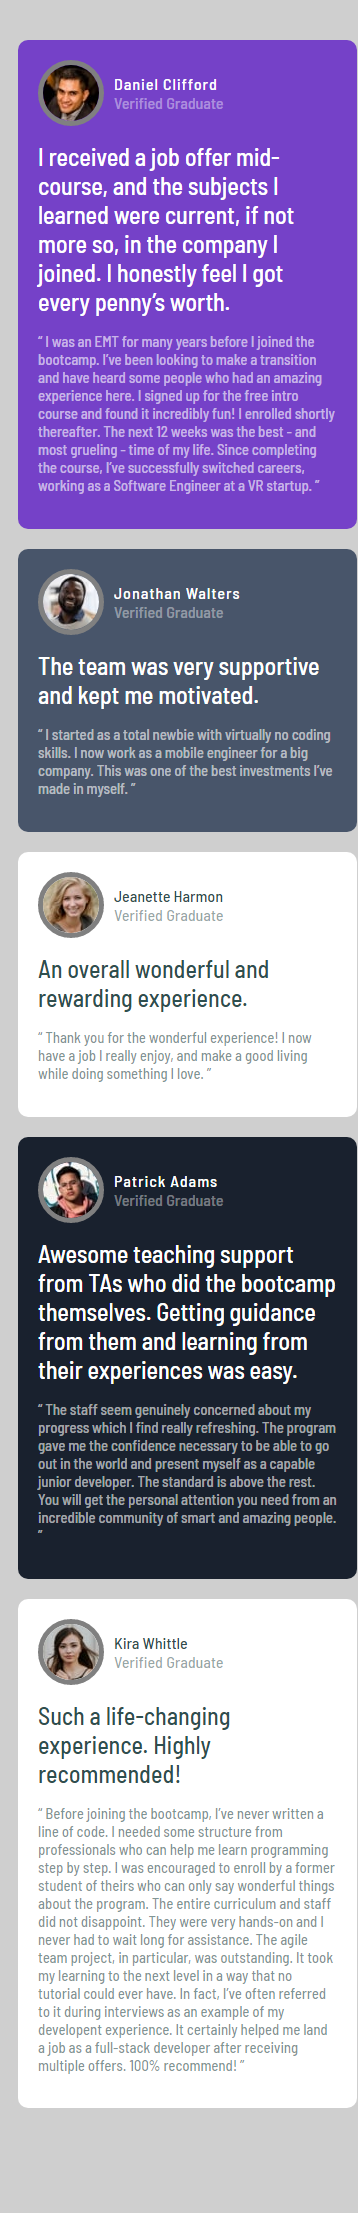 Daniel Clifford
Verified Graduate
I received a job offer mid-
course, and the subjects I
learned were current, if not
more so, in the company I
joined. I honestly feel I got
every penny’s worth.
“ I was an EMT for many years before I joined the
bootcamp. I’ve been looking to make a transition
and have heard some people who had an amazing
experience here. I signed up for the free intro
course and found it incredibly fun! I enrolled shortly
thereafter. The next 12 weeks was the best - and
most grueling - time of my life. Since completing
the course, I’ve successfully switched careers,
working as a Software Engineer at a VR startup. ”
Jonathan Walters
Verified Graduate
The team was very supportive
and kept me motivated.
“ I started as a total newbie with virtually no coding
skills. I now work as a mobile engineer for a big
company. This was one of the best investments I’ve
made in myself. ”
Jeanette Harmon
Verified Graduate
An overall wonderful and
rewarding experience.
“ Thank you for the wonderful experience! I now
have a job I really enjoy, and make a good living
while doing something I love. ”
Patrick Adams
Verified Graduate
Awesome teaching support
from TAs who did the bootcamp
themselves. Getting guidance
from them and learning from
their experiences was easy.
“ The staff seem genuinely concerned about my
progress which I find really refreshing. The program
gave me the confidence necessary to be able to go
out in the world and present myself as a capable
junior developer. The standard is above the rest.
You will get the personal attention you need from an
incredible community of smart and amazing people.
”
Kira Whittle
Verified Graduate
Such a life-changing
experience. Highly
recommended!
“ Before joining the bootcamp, I’ve never written a
line of code. I needed some structure from
professionals who can help me learn programming
step by step. I was encouraged to enroll by a former
student of theirs who can only say wonderful things
about the program. The entire curriculum and staff
did not disappoint. They were very hands-on and I
never had to wait long for assistance. The agile
team project, in particular, was outstanding. It took
my learning to the next level in a way that no
tutorial could ever have. In fact, I’ve often referred
to it during interviews as an example of my
developent experience. It certainly helped me land
a job as a full-stack developer after receiving
multiple offers. 100% recommend! ”